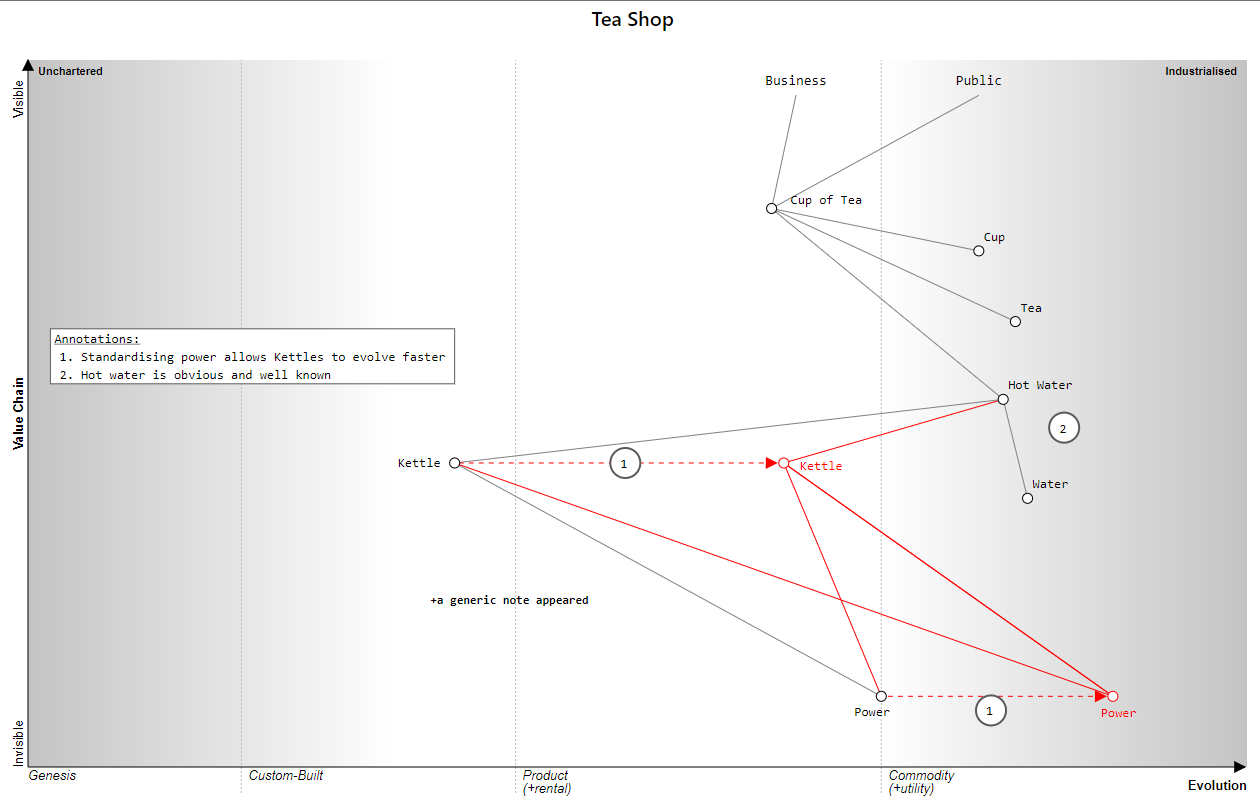 Tea Shop
Unchartered
Industrialised
Visible
Business
Public
Cup of Tea
Cup
Tea
Annotations:
1. Standardising power allows Kettles to evolve faster
2. Hot water is obvious and well known
Value Chain
Hot Water
2
Kettle
1
Kettle
Water
+a generic note appeared
Power
1
Power
Invisible
Genesis
Custom-Built
Product
(+rental)
Commodity
(+utility)
Evolution